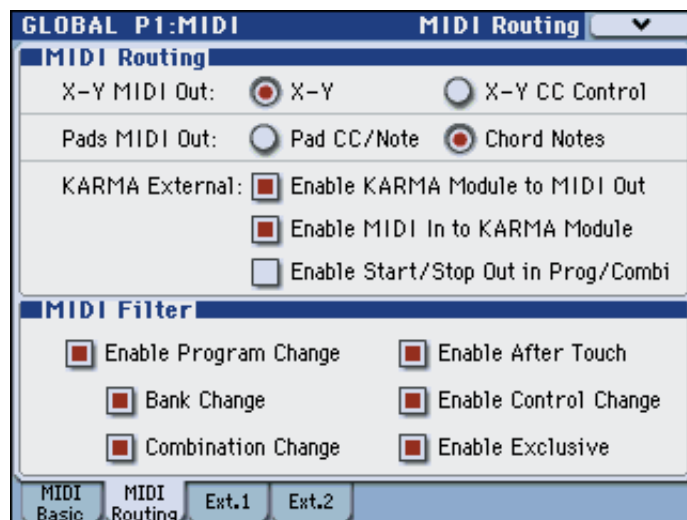 GLOBAL P1:MIDI MIDI Routing
MIDI Routing
X-Y MIDI Out: X-Y X-Y CC Control
Pads MIDI Out: Pad CC/Note Chord Notes
KARMA External: Enable KARMA Module to MIDI Out
Enable MIDI In to KARMA Module
Enable Start/Stop Out in Prog/Combi
MIDI Filter
Enable Program Change Enable After Touch
Bank Change Enable Control Change
Combination Change Enable Exclusive
MIDI Basic MIDI Routing Ext.1 Ext.2